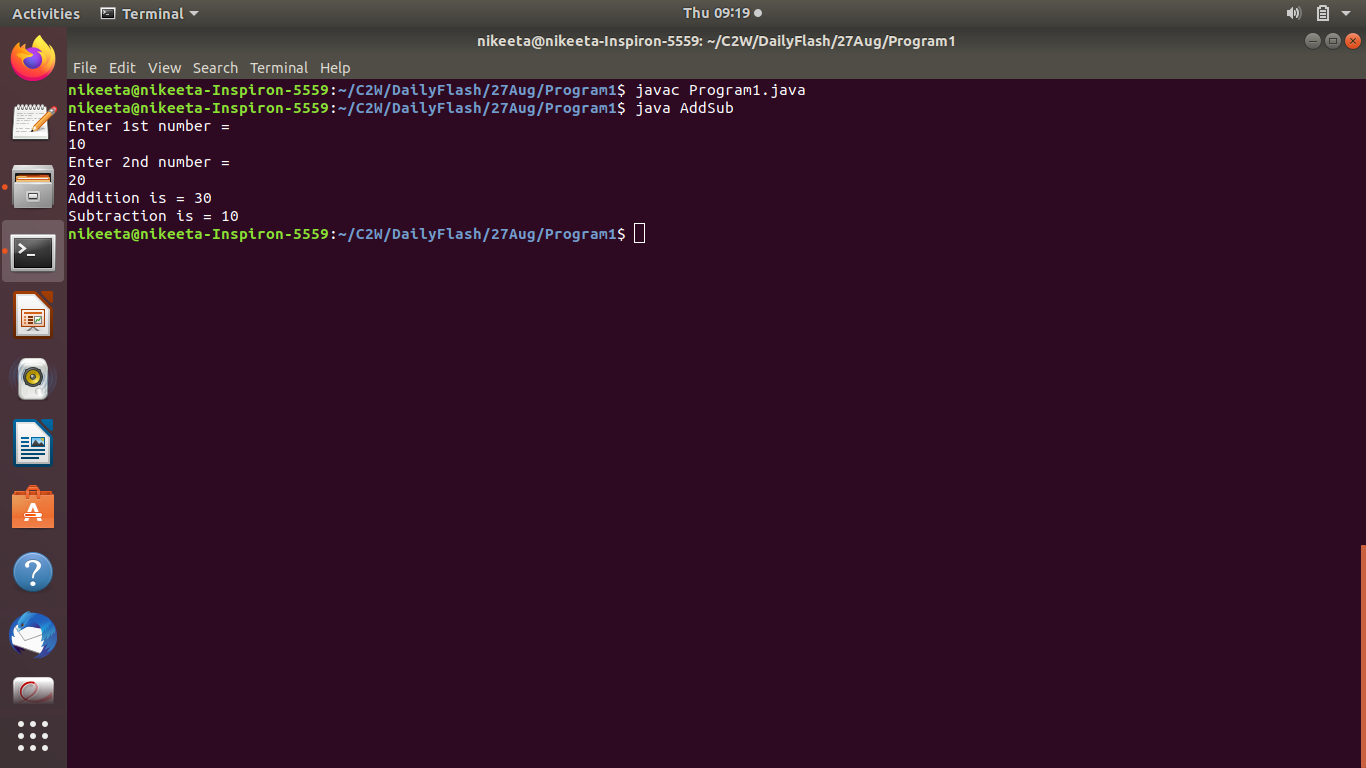 Activities Terminal Thu 09:19
nikeeta@nikeeta-Inspiron-5559: ~/C2W/DailyFlash/27Aug/Program1
File Edit View Search Terminal Help
nikeeta@nikeeta-Inspiron-5559:~/C2W/DailyFlash/27Aug/Program1$ javac Program1.java
nikeeta@nikeeta-Inspiron-5559:~/C2W/DailyFlash/27Aug/Program1$ java AddSub
Enter 1st number =
10
Enter 2nd number =
20
Addition is = 30
Subtraction is = 10
nikeeta@nikeeta-Inspiron-5559:~/C2W/DailyFlash/27Aug/Program1$